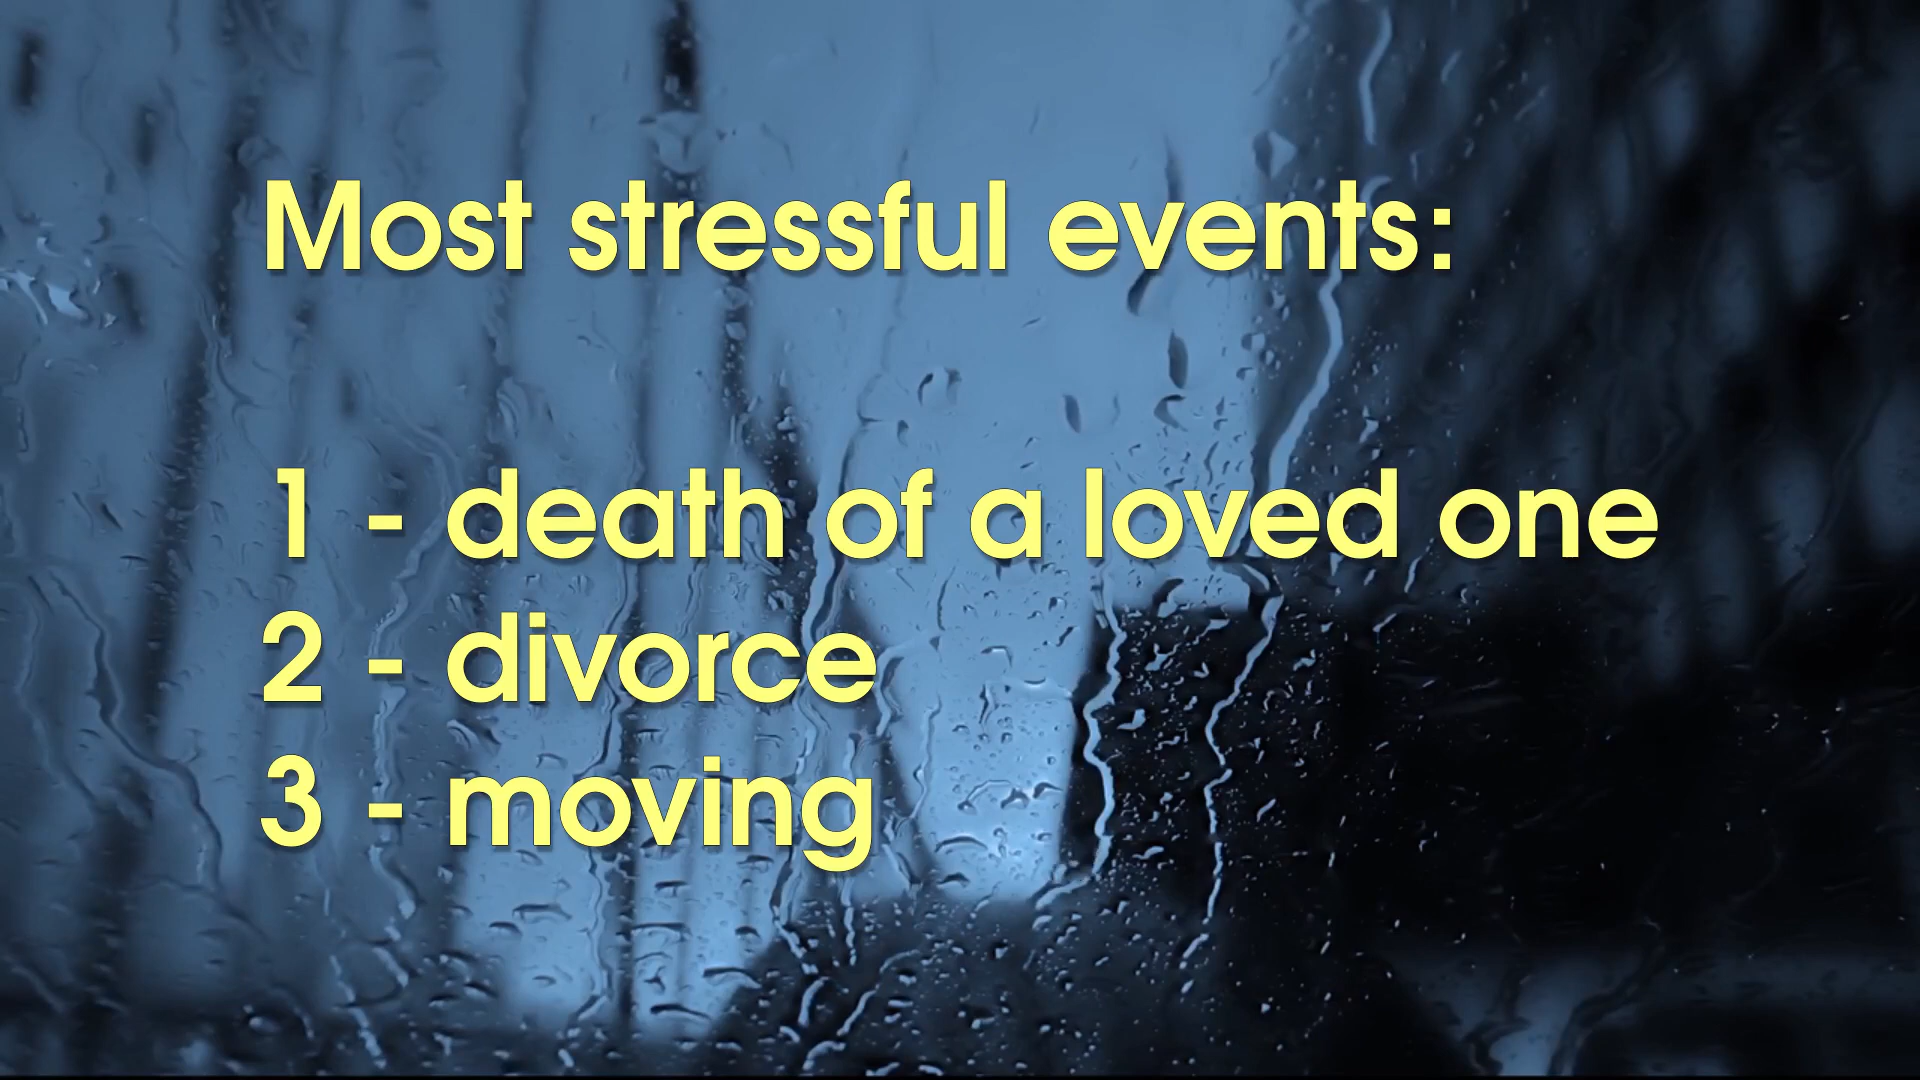 Most stressful events:
1 - death of a loved one
2 - divorce
3 - moving